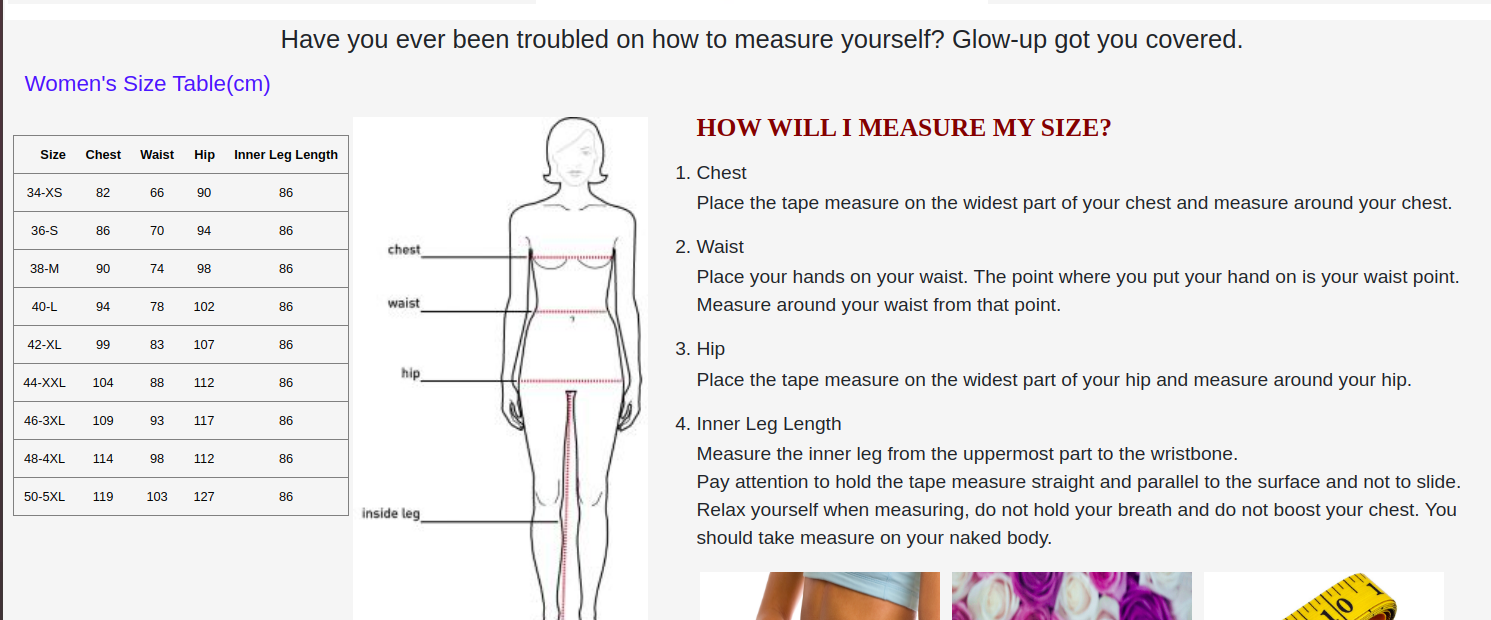 Have you ever been troubled on how to measure yourself? Glow-up got you covered.
Women's Size Table(cm)
Size Chest Waist Hip Inner Leg Length
34-XS 82 66 90 86
36-S 86 70 94 86
38-M 90 74 98 86
40-L 94 78 102 86
42-XL 99 83 107 86
44-XXL 104 88 112 86
46-3XL 109 93 117 86
48-4XL 114 98 112 86
50-5XL 119 103 127 86
chest
waist
hip
inside leg
HOW WILL I MEASURE MY SIZE?
1. Chest
Place the tape measure on the widest part of your chest and measure around your chest.
2. Waist
Place your hands on your waist. The point where you put your hand on is your waist point.
Measure around your waist from that point.
3. Hip
Place the tape measure on the widest part of your hip and measure around your hip.
4. Inner Leg Length
Measure the inner leg from the uppermost part to the wristbone.
Pay attention to hold the tape measure straight and parallel to the surface and not to slide.
Relax yourself when measuring, do not hold your breath and do not boost your chest. You
should take measure on your naked body.
10 1